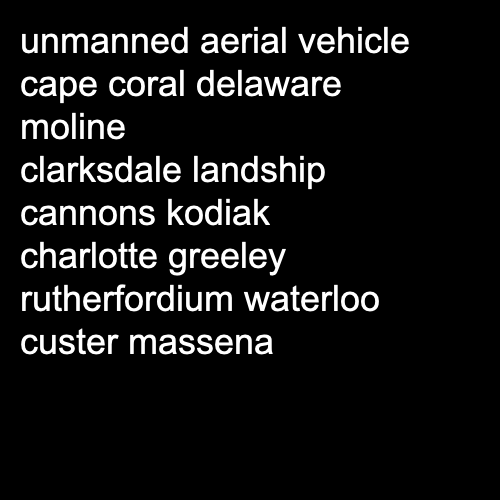 unmanned aerial vehicle
cape coral delaware
moline
clarksdale landship
cannons kodiak
charlotte greeley
rutherfordium waterloo
custer massena